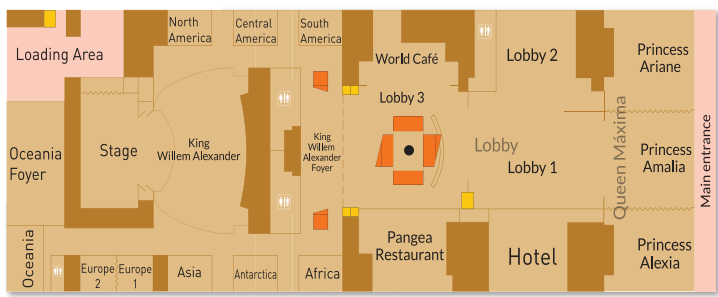 North
America
Central
America
South
America
Loading Area
World Café
Lobby 2
Princess
Ariane
Lobby 3
Oceania
Foyer
Stage
King
Willem Alexander
King
Willem
Alexander
Foyer
Lobby
Lobby 1
Queen Máxima
Princess
Amalia
Main entrance
Oceania
Europe
2
Europe
1
Asia
Antarctica
Africa
Pangea
Restaurant
Hotel
Princess
Alexia